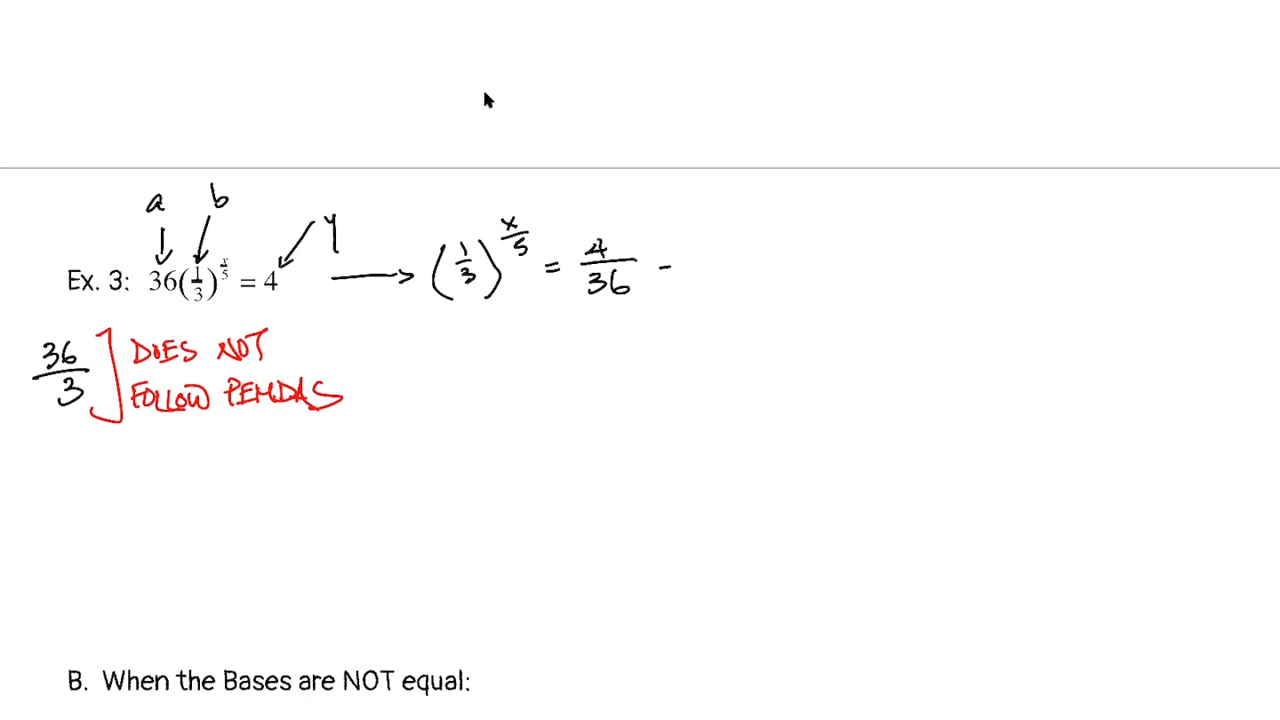 a b
y
Ex. 3: 36(1/3)^(x/5) = 4 → (1/3)^(x/5) = 4/36 -
36/3 ] DOES NOT
FOLLOW PEMDAS
B. When the Bases are NOT equal: